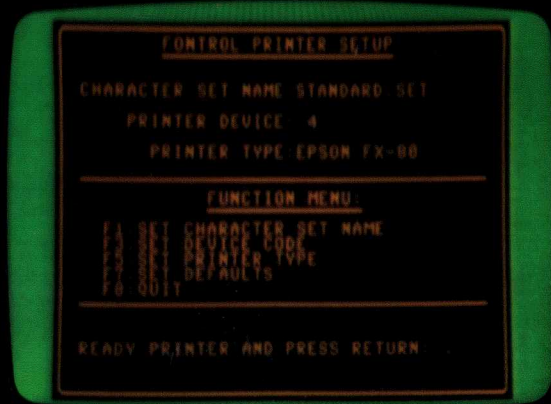 FONTROL PRINTER SETUP
CHARACTER SET NAME STANDARD SET
PRINTER DEVICE: 4
PRINTER TYPE:EPSON FX-80
FUNCTION MENU:
F1 SET CHARACTER SET NAME
F3 SET DEVICE CODE
F5 SET PRINTER TYPE
F7 SET DEFAULTS
F8 QUIT
READY PRINTER AND PRESS RETURN